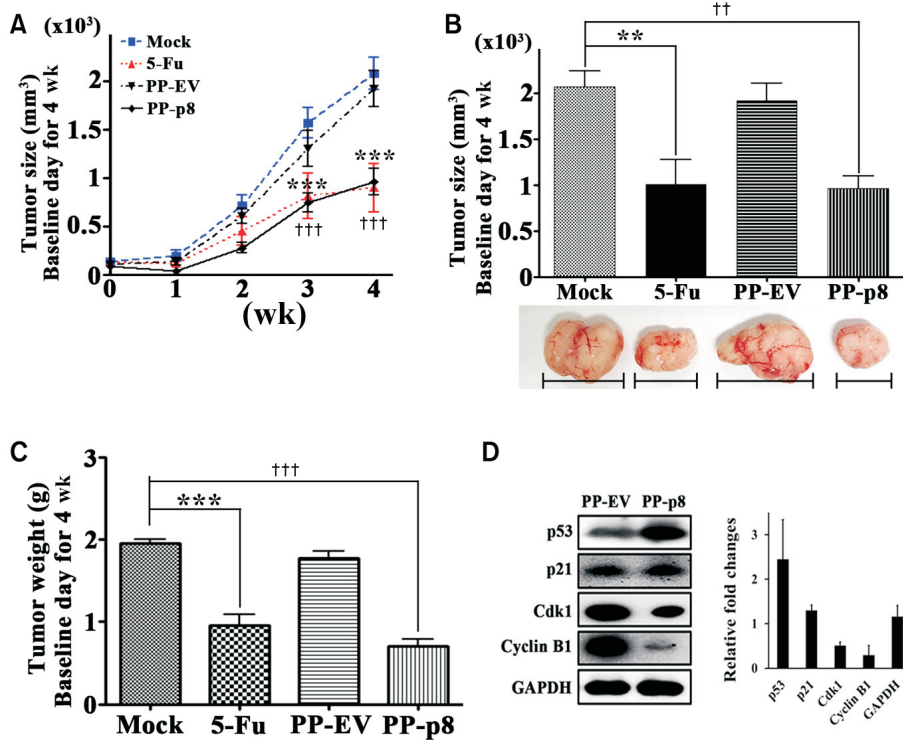 A
(x10³)
Tumor size (mm³)
Baseline day for 4 wk
2
1.5
1
0.5
0
Mock
5-Fu
PP-EV
PP-p8
***
***
†††
†††
0 1 2 3 4
(wk)
B
(x10³)
Tumor size (mm³)
Baseline day for 4 wk
2
1.5
1
0.5
0
††
**
Mock 5-Fu PP-EV PP-p8
C
Tumor weight (g)
Baseline day for 4 wk
3
2
1
0
†††
***
Mock 5-Fu PP-EV PP-p8
D
PP-EV PP-p8
p53
p21
Cdk1
Cyclin B1
GAPDH
Relative fold changes
3
2
1
0
p53 p21 Cdk1 Cyclin B1 GAPDH